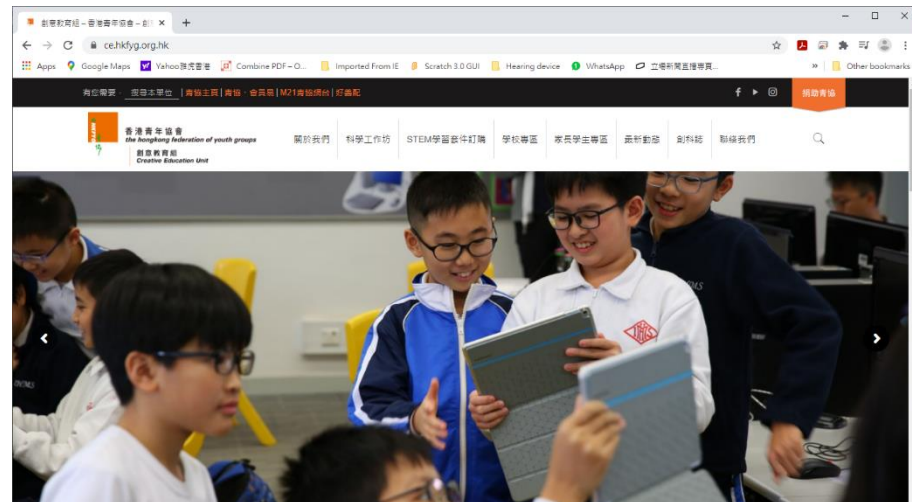 創意教育組 – 香港青年協會 – 創
ce.hkfyg.org.hk
Apps
Google Maps
Yahoo雅虎香港
Combine PDF – O...
Imported From IE
Scratch 3.0 GUI
Hearing device
WhatsApp
立場新聞直播專頁...
»
Other bookmarks
有您需要 ‧ 搜尋本單位 | 青協主頁 | 青協 ‧ 會員易 | M21青協網台 | 好義配
捐助青協
HKFYG
香港青年協會
the hongkong federation of youth groups
創意教育組
Creative Education Unit
關於我們
科學工作坊
STEM學習套件訂購
學校專區
家長學生專區
最新動態
創科誌
聯絡我們